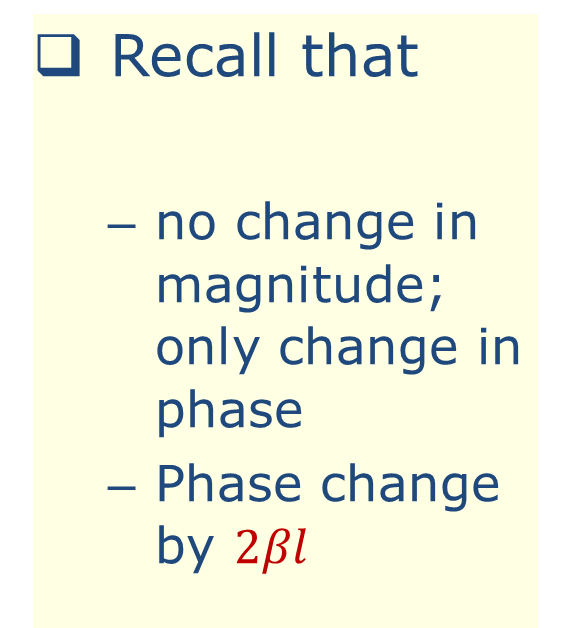 ❑ Recall that
– no change in
magnitude;
only change in
phase
– Phase change
by 2βl